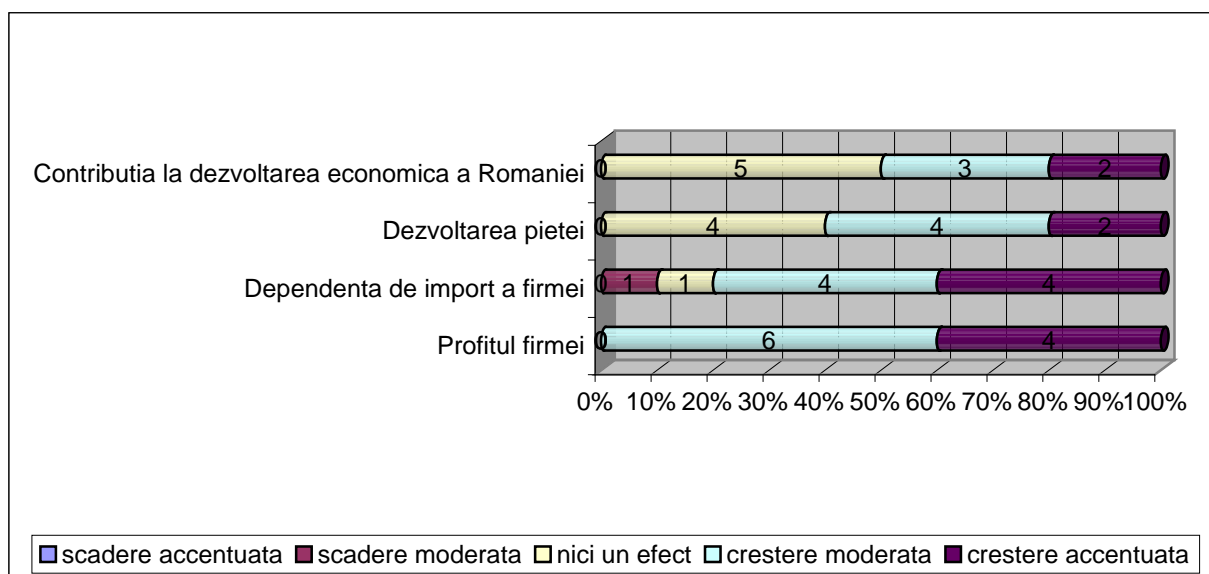 Contributia la dezvoltarea economica a Romaniei
0 5 3 2
Dezvoltarea pietei
0 4 4 2
Dependenta de import a firmei
0 1 1 4 4
Profitul firmei
0 6 4
0% 10% 20% 30% 40% 50% 60% 70% 80% 90% 100%
scadere accentuata scadere moderata nici un efect crestere moderata crestere accentuata